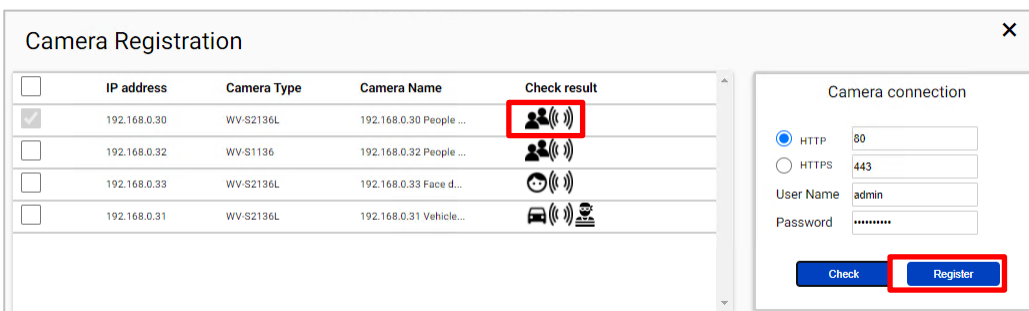 Camera Registration
×
IP address Camera Type Camera Name Check result
192.168.0.30 WV-S2136L 192.168.0.30 People ...
192.168.0.32 WV-S1136 192.168.0.32 People ...
192.168.0.33 WV-S2136L 192.168.0.33 Face d...
192.168.0.31 WV-S2136L 192.168.0.31 Vehicle...
Camera connection
HTTP 80
HTTPS 443
User Name admin
Password ••••••••••
Check Register